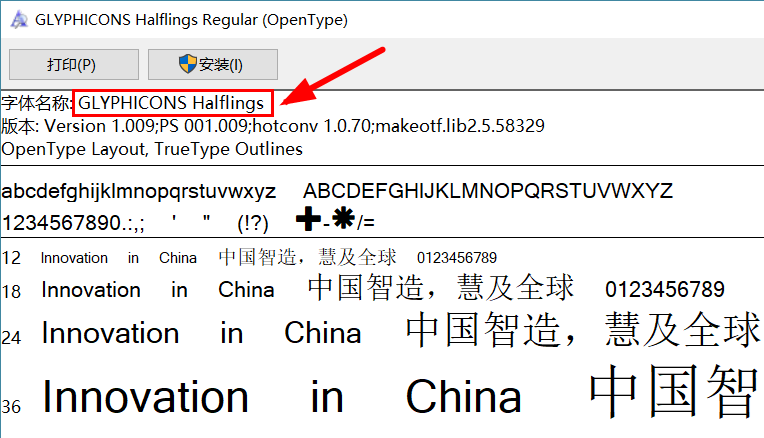 GLYPHICONS Halflings Regular (OpenType)
打印(P) 安装(I)
字体名称: GLYPHICONS Halflings
版本: Version 1.009;PS 001.009;hotconv 1.0.70;makeotf.lib2.5.58329
OpenType Layout, TrueType Outlines
abcdefghijklmnopqrstuvwxyz ABCDEFGHIJKLMNOPQRSTUVWXYZ
1234567890.:,; ' " (!?) +-*/=
12 Innovation in China 中国智造，慧及全球 0123456789
18 Innovation in China 中国智造，慧及全球 0123456789
24 Innovation in China 中国智造，慧及全球
36 Innovation in China 中国智